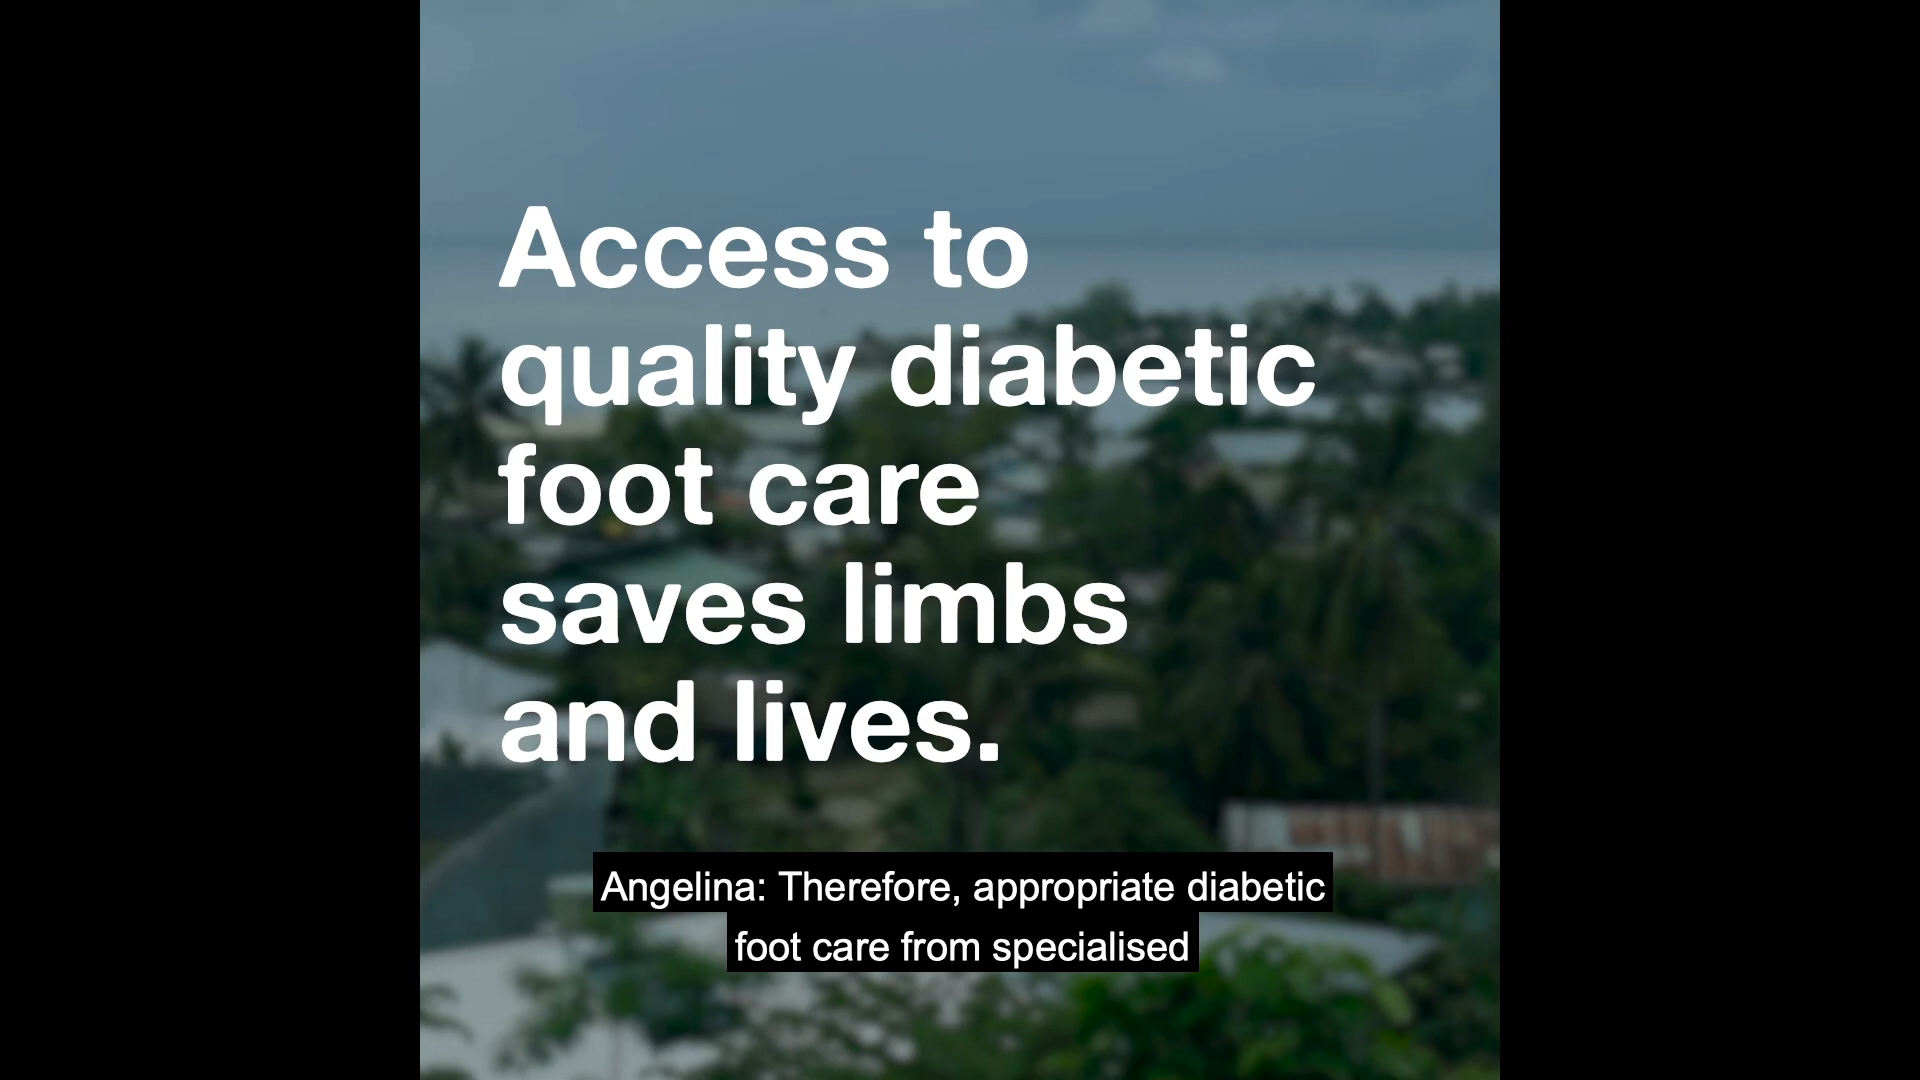 Access to
quality diabetic
foot care
saves limbs
and lives.
Angelina: Therefore, appropriate diabetic
foot care from specialised